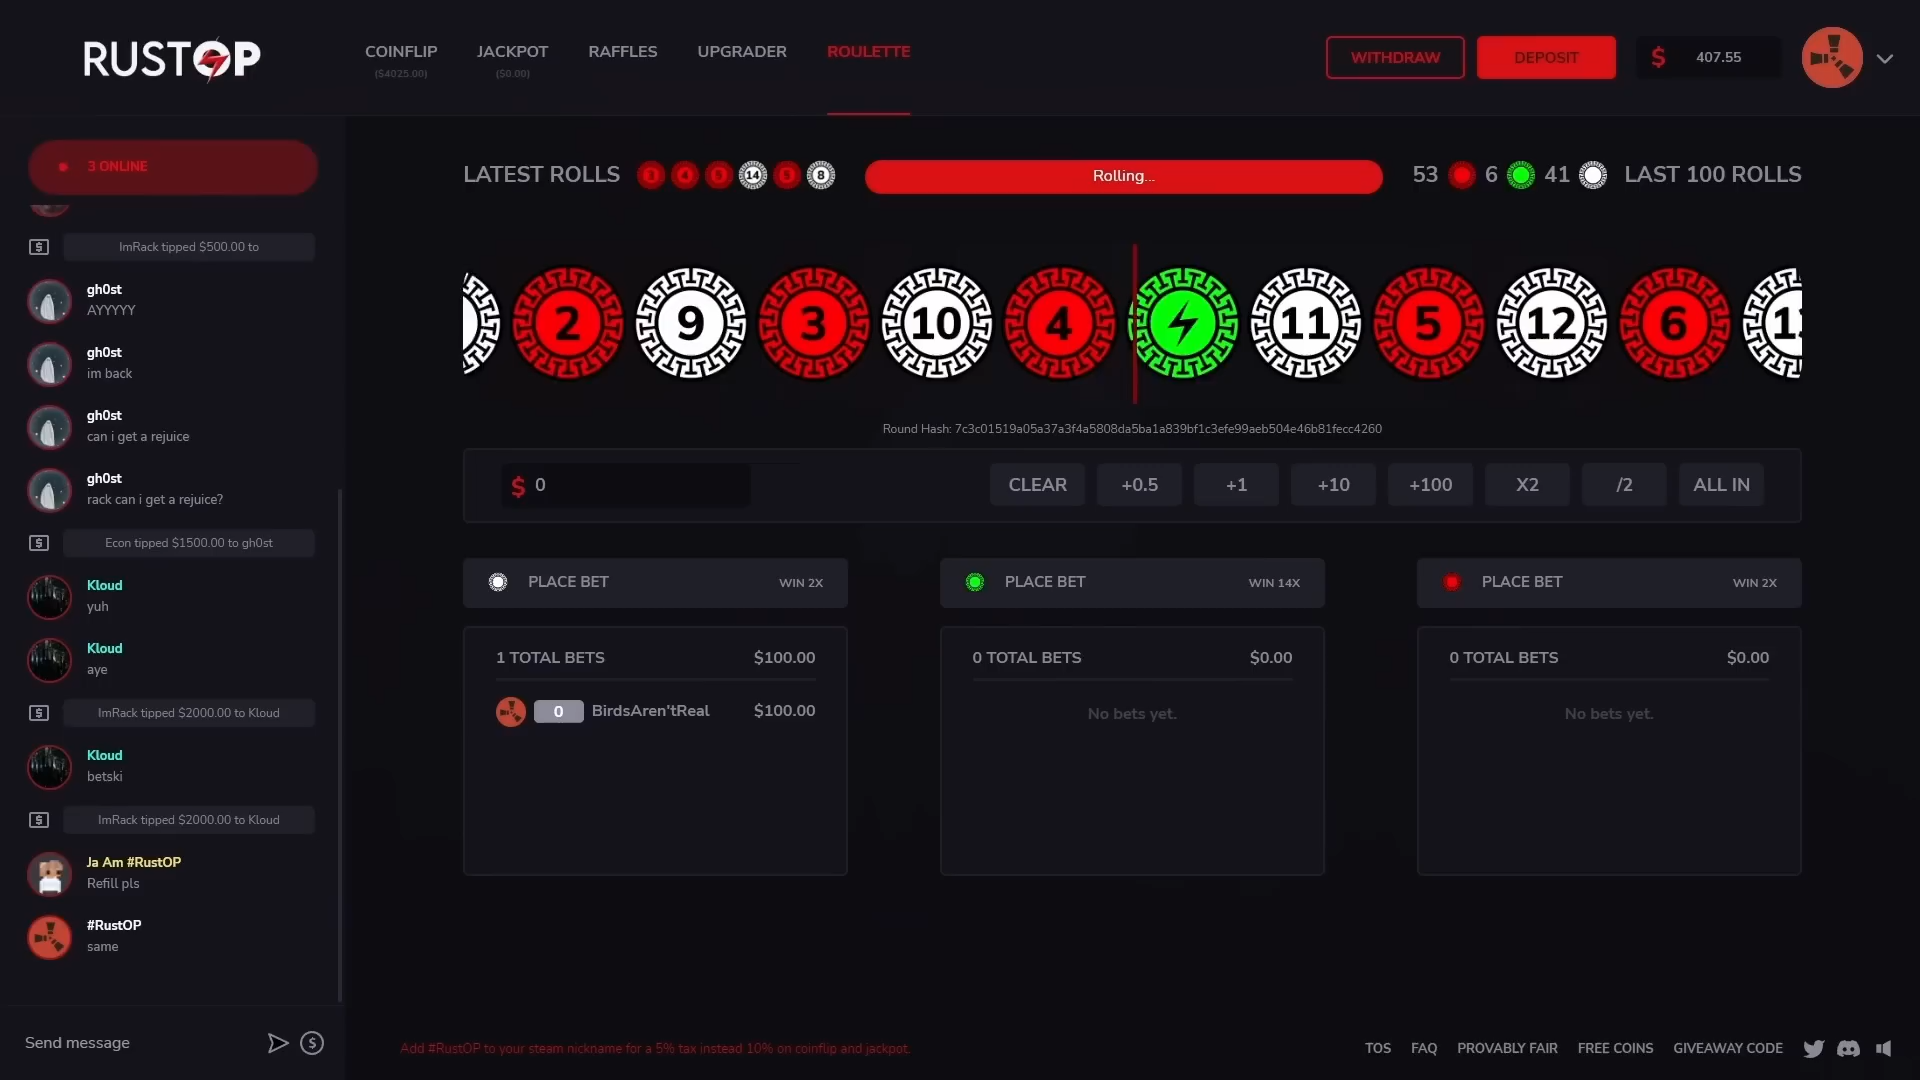 RUSTOP
COINFLIP
($4025.00)
JACKPOT
($0.00)
RAFFLES
UPGRADER
ROULETTE
WITHDRAW
DEPOSIT
$ 407.55
3 ONLINE
ImRack tipped $500.00 to
gh0st
AYYYYY
gh0st
im back
gh0st
can i get a rejuice
gh0st
rack can i get a rejuice?
Econ tipped $1500.00 to gh0st
Kloud
yuh
Kloud
aye
ImRack tipped $2000.00 to Kloud
Kloud
betski
ImRack tipped $2000.00 to Kloud
Ja Am #RustOP
Refill pls
#RustOP
same
Send message
LATEST ROLLS
4 14 5 8
Rolling...
53 6 41 LAST 100 ROLLS
2 9 3 10 4 11 5 12 6
Round Hash: 7c3c01519a05a37a3f4a5808da5ba1a839bf1c3efe99aeb504e46b81fecc4260
$ 0
CLEAR +0.5 +1 +10 +100 X2 /2 ALL IN
PLACE BET WIN 2X
1 TOTAL BETS $100.00
0 BirdsAren'tReal $100.00
PLACE BET WIN 14X
0 TOTAL BETS $0.00
No bets yet.
PLACE BET WIN 2X
0 TOTAL BETS $0.00
No bets yet.
Add #RustOP to your steam nickname for a 5% tax instead 10% on coinflip and jackpot.
TOS FAQ PROVABLY FAIR FREE COINS GIVEAWAY CODE